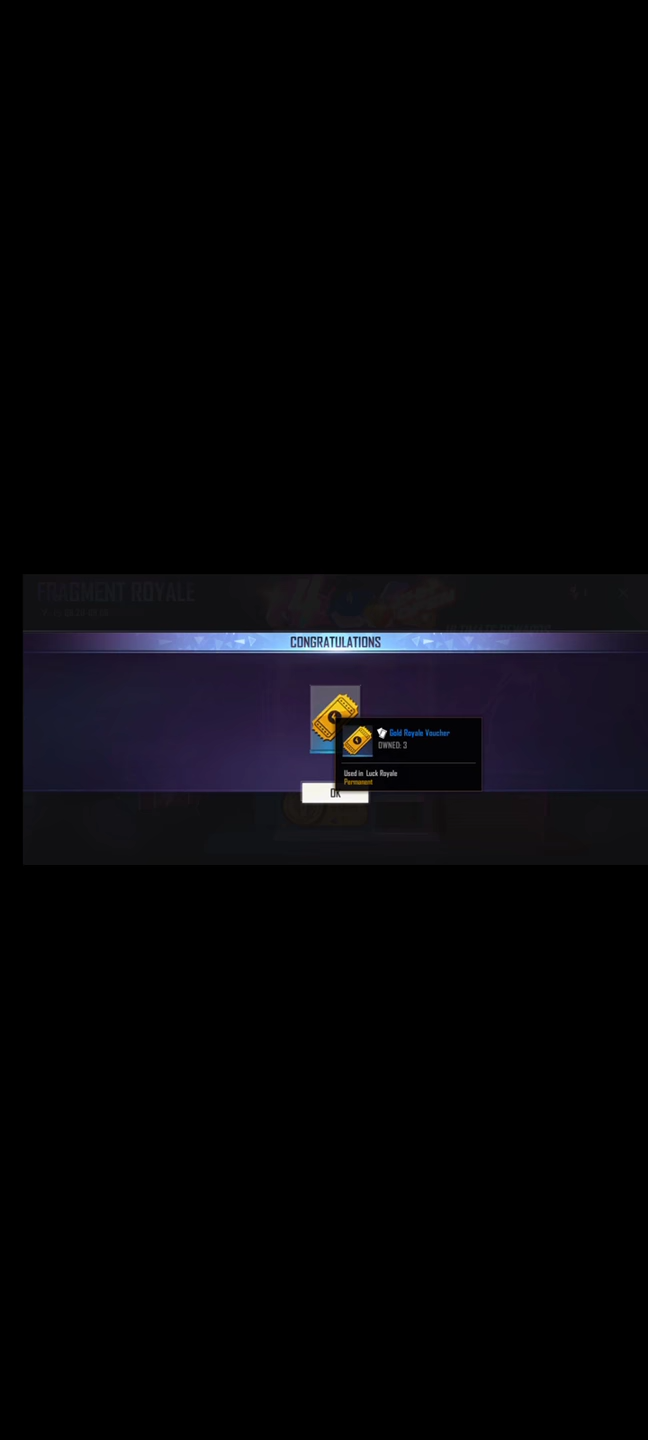 FRAGMENT ROYALE
CONGRATULATIONS
Gold Royale Voucher
OWNED: 3
Used in Luck Royale
Permanent
OK